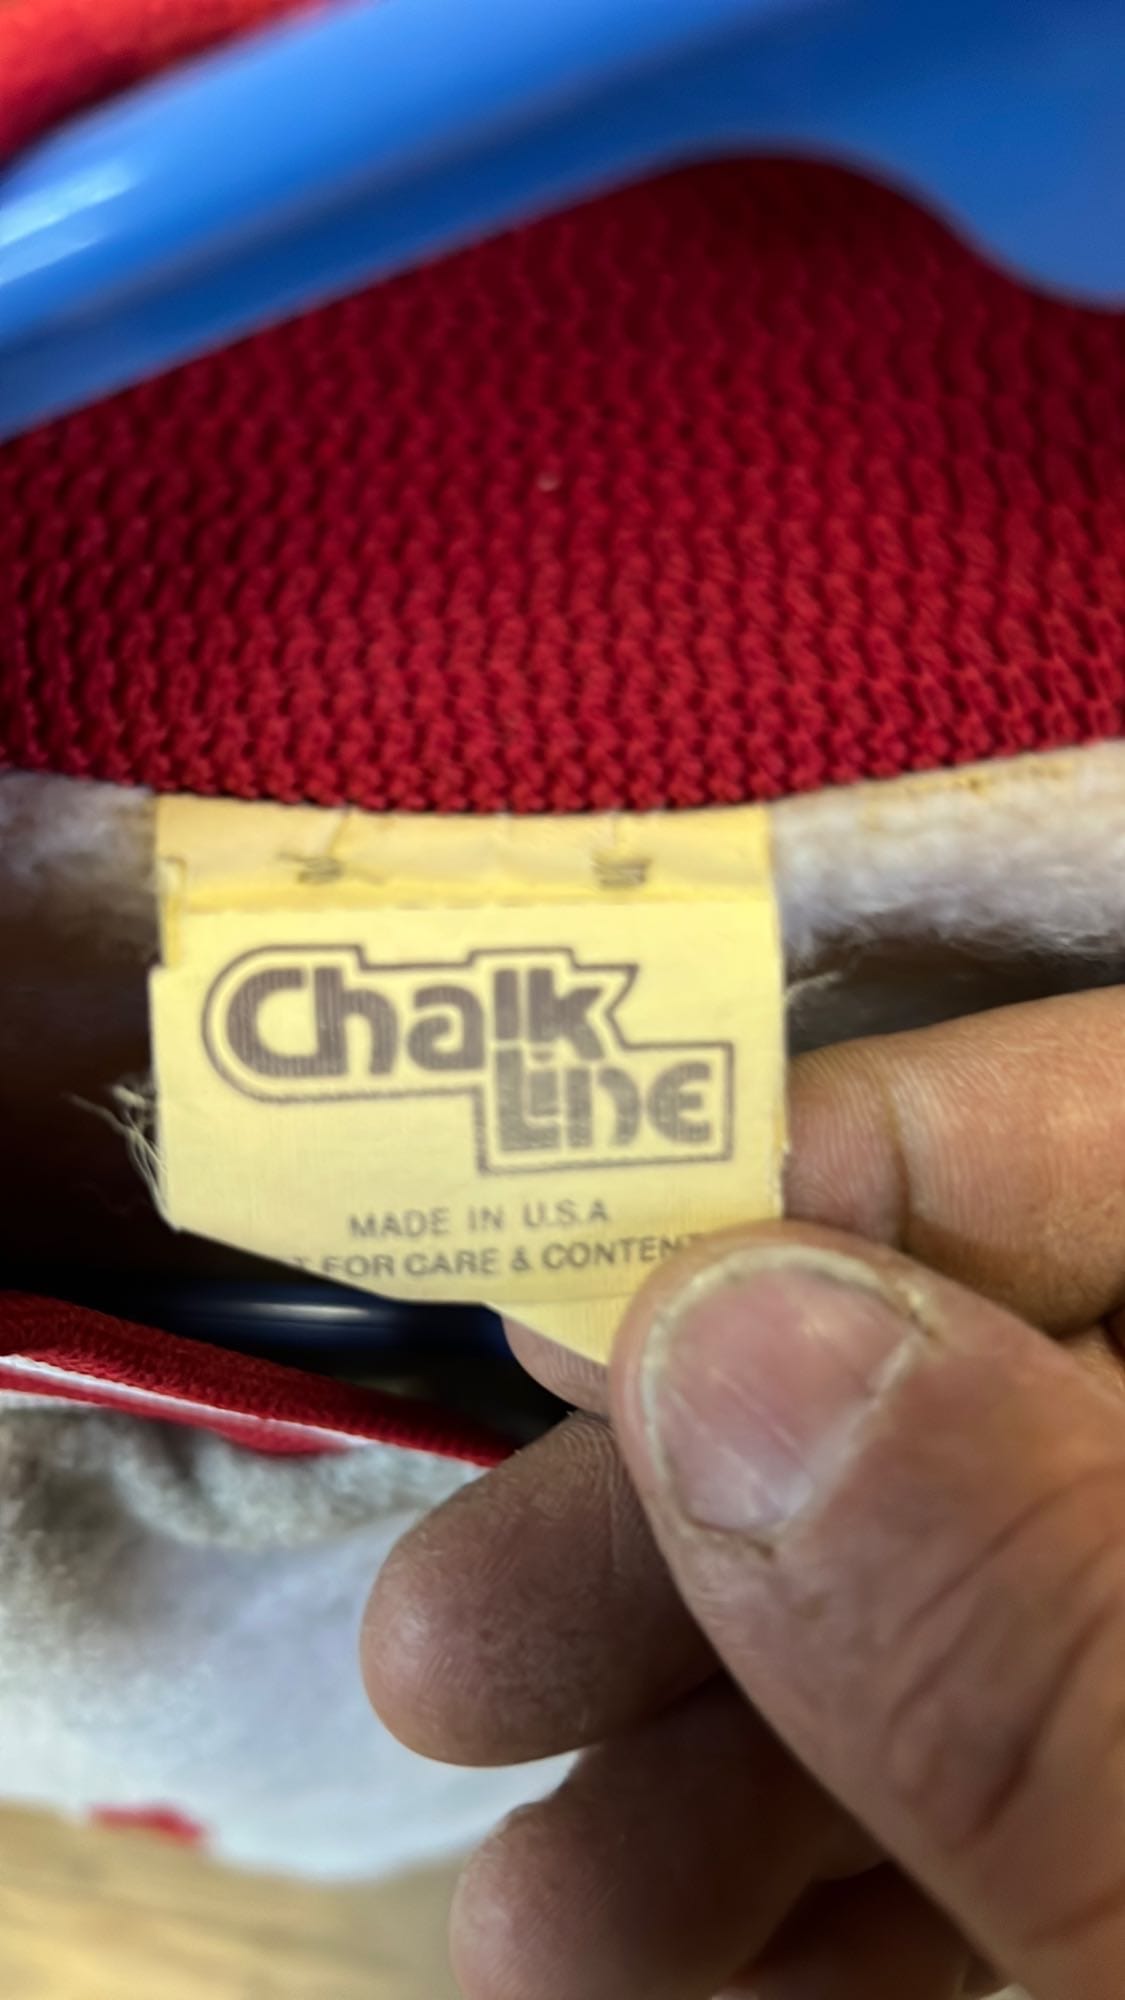 Chalk
Line
MADE IN U.S.A
FOR CARE & CONTENT